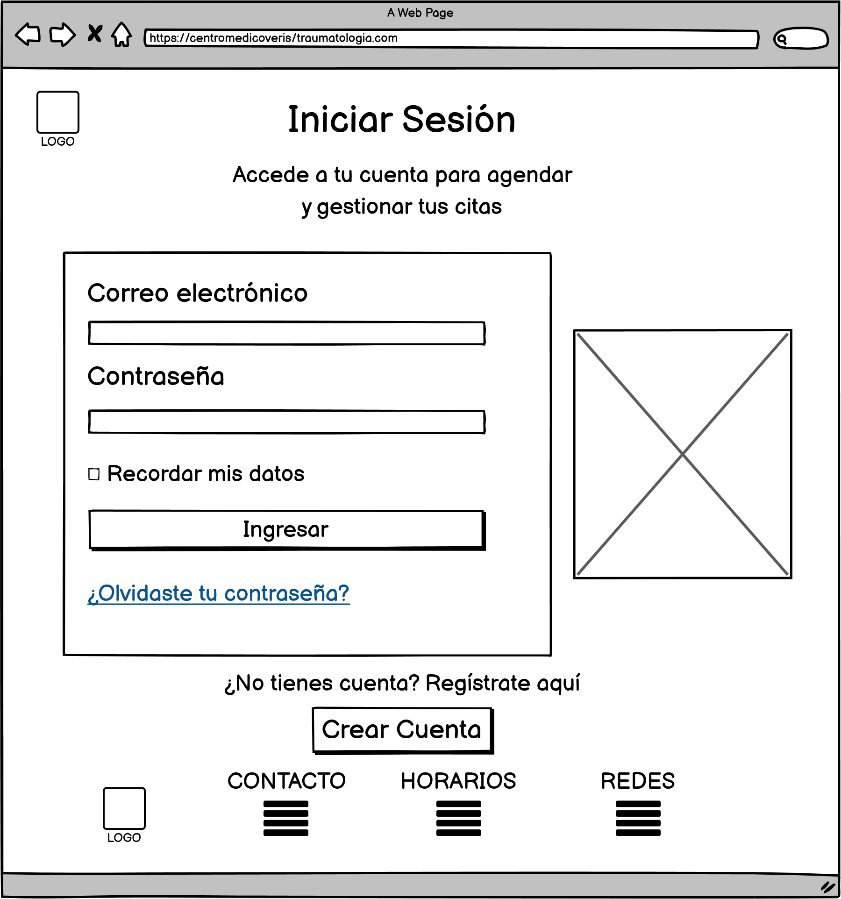 A Web Page
https://centromedicoveris/traumatologia.com
LOGO
Iniciar Sesión
Accede a tu cuenta para agendar
y gestionar tus citas
Correo electrónico
Contraseña
Recordar mis datos
Ingresar
¿Olvidaste tu contraseña?
¿No tienes cuenta? Regístrate aquí
Crear Cuenta
CONTACTO
HORARIOS
REDES
LOGO